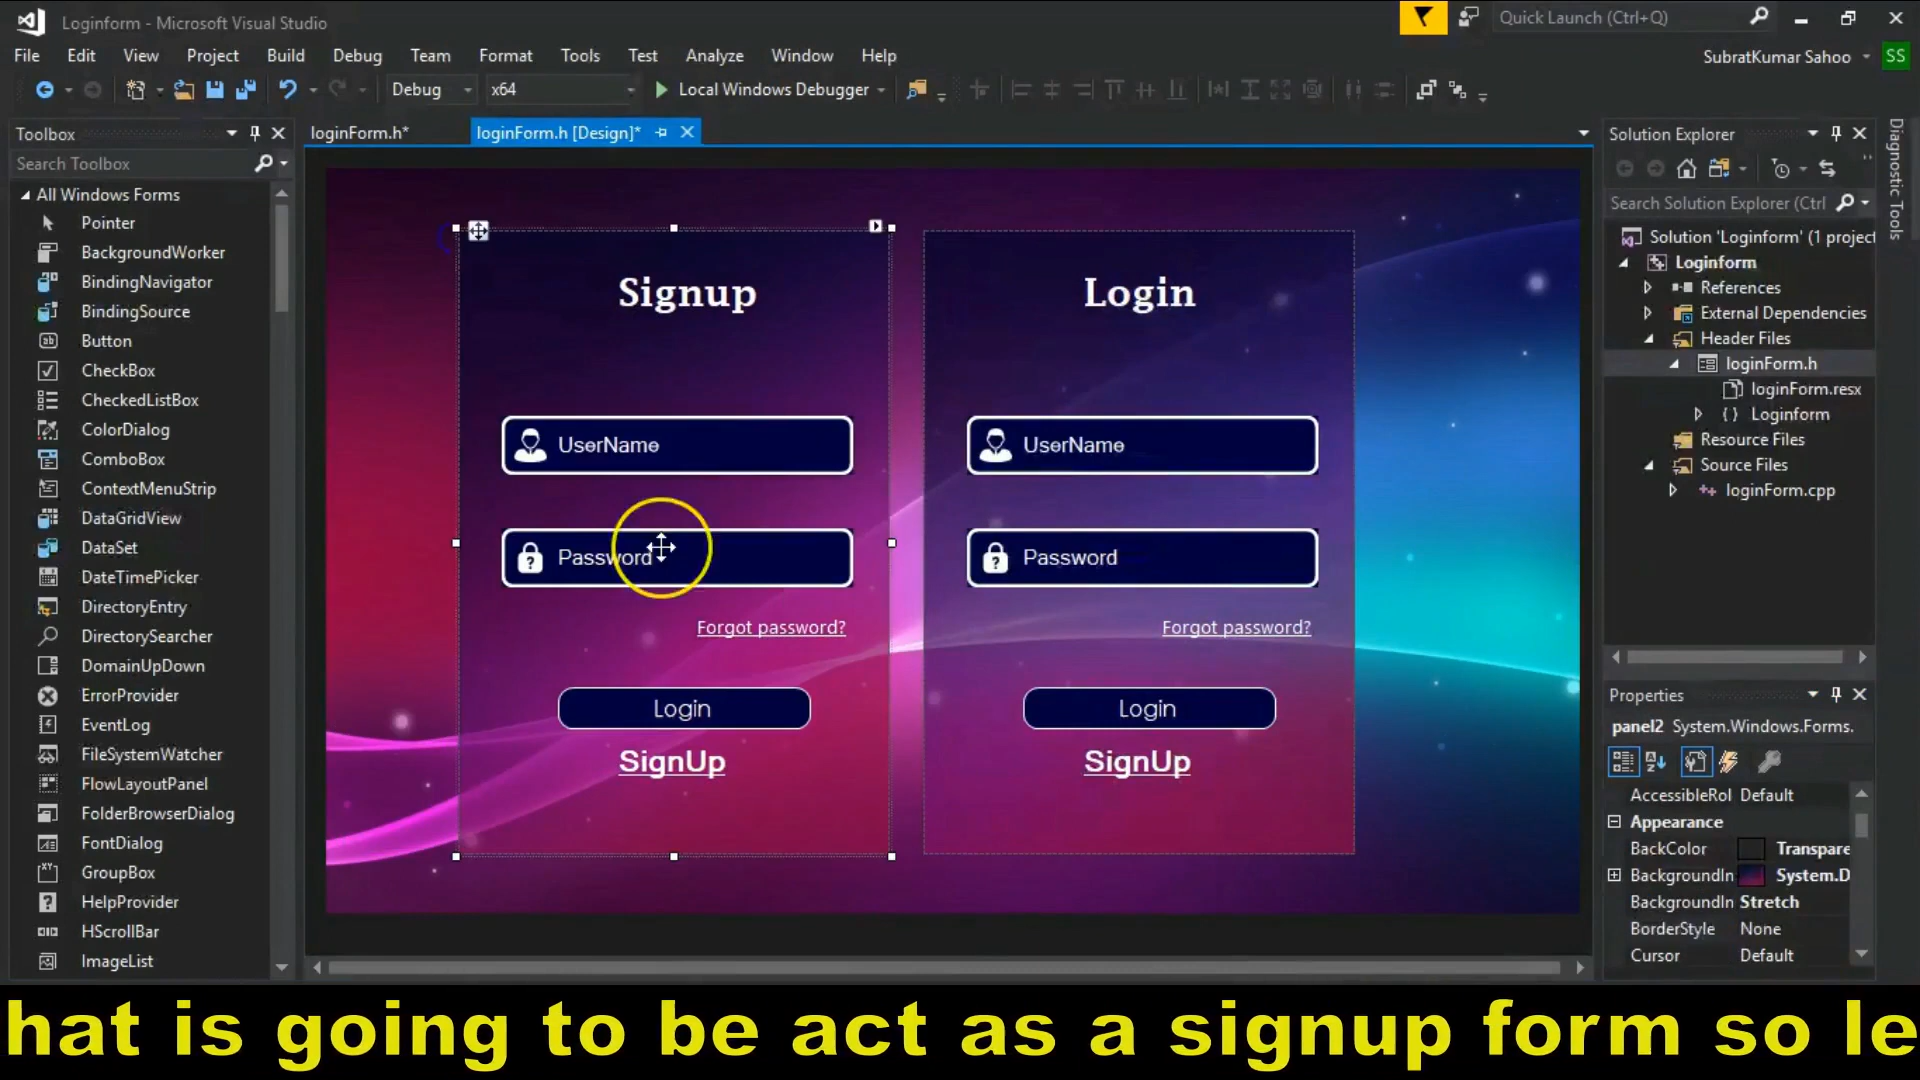 Loginform - Microsoft Visual Studio
Quick Launch (Ctrl+Q)
File Edit View Project Build Debug Team Format Tools Test Analyze Window Help
SubratKumar Sahoo SS
Debug x64 Local Windows Debugger
Toolbox
loginForm.h*
loginForm.h [Design]*
Solution Explorer
Diagnostic Tools
Search Toolbox
All Windows Forms
Pointer
BackgroundWorker
BindingNavigator
BindingSource
Button
CheckBox
CheckedListBox
ColorDialog
ComboBox
ContextMenuStrip
DataGridView
DataSet
DateTimePicker
DirectoryEntry
DirectorySearcher
DomainUpDown
ErrorProvider
EventLog
FileSystemWatcher
FlowLayoutPanel
FolderBrowserDialog
FontDialog
GroupBox
HelpProvider
HScrollBar
ImageList
Signup
UserName
Password
Forgot password?
Login
SignUp
Login
UserName
Password
Forgot password?
Login
SignUp
Search Solution Explorer (Ctrl
Solution 'Loginform' (1 project
Loginform
References
External Dependencies
Header Files
loginForm.h
loginForm.resx
Loginform
Resource Files
Source Files
loginForm.cpp
Properties
panel2 System.Windows.Forms.
AccessibleRol Default
Appearance
BackColor Transpare
BackgroundIn System.D
BackgroundIn Stretch
BorderStyle None
Cursor Default
hat is going to be act as a signup form so le